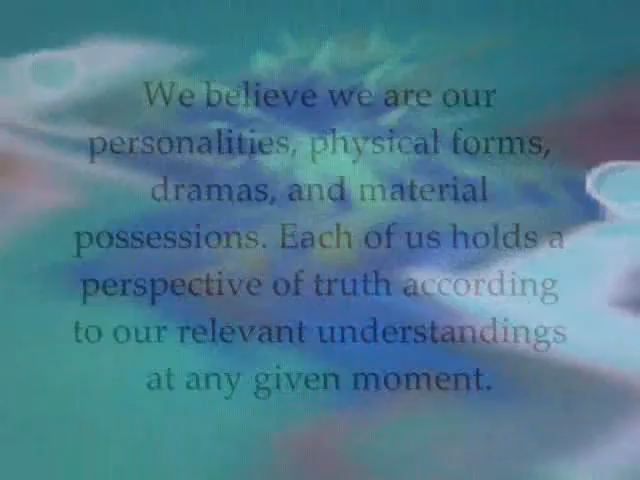 We believe we are our
personalities, physical forms,
dramas, and material
possessions. Each of us holds a
perspective of truth according
to our relevant understandings
at any given moment.